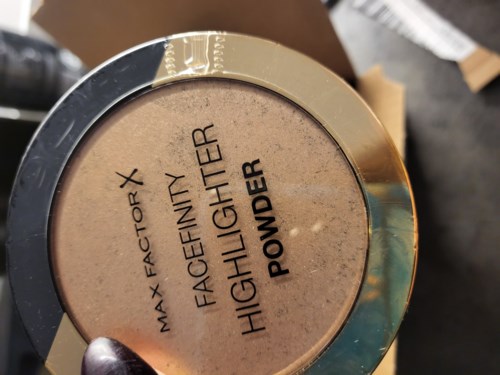 MAX FACTOR X
FACEFINITY
HIGHLIGHTER
POWDER